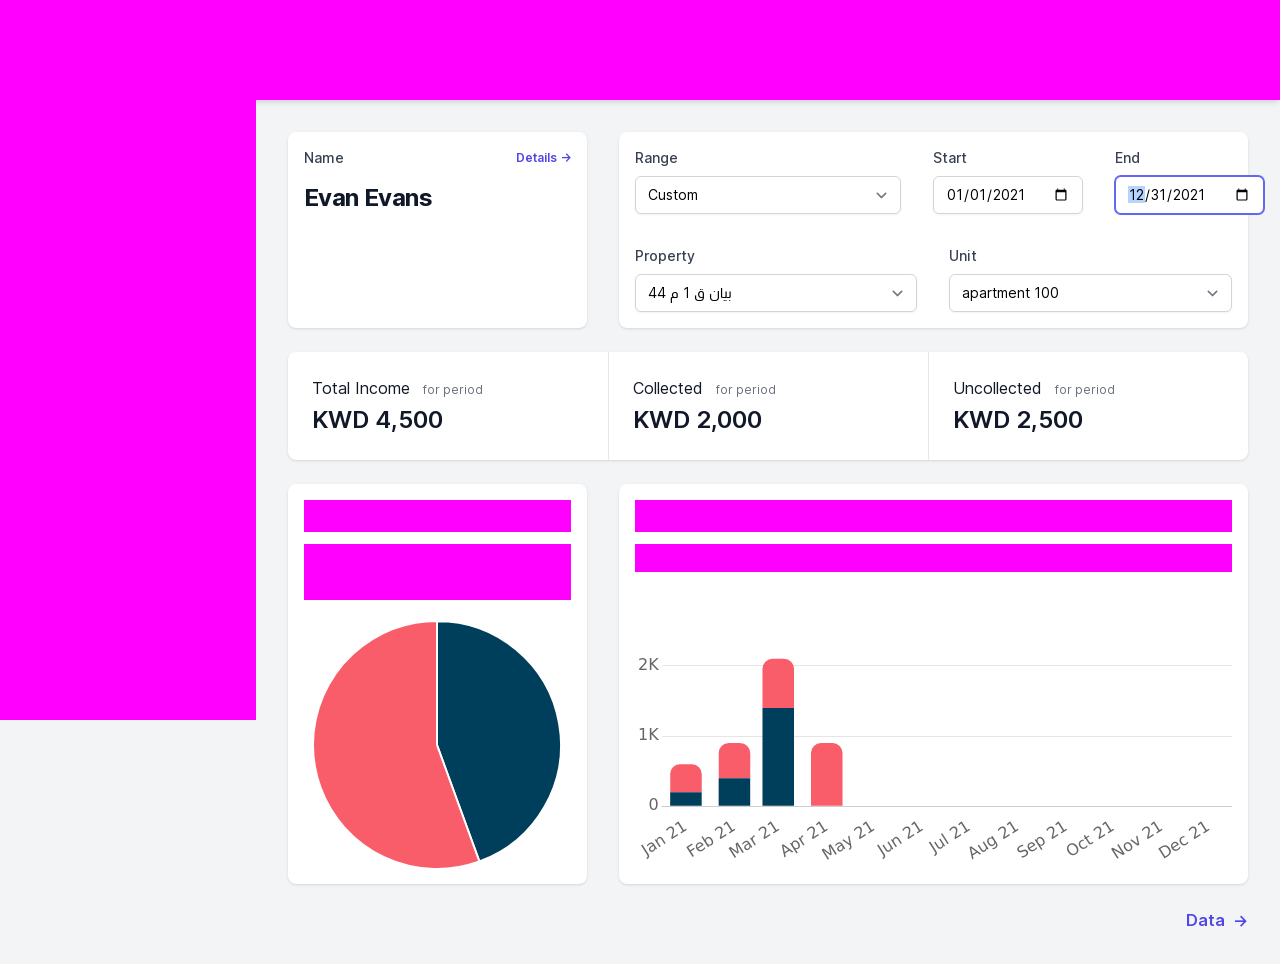 Name
Details →
Evan Evans
Range
Start
End
Custom
01/01/2021
12/31/2021
Property
Unit
بيان ق 1 م 44
apartment 100
Total Income for period
KWD 4,500
Collected for period
KWD 2,000
Uncollected for period
KWD 2,500
2K
1K
0
Jan 21
Feb 21
Mar 21
Apr 21
May 21
Jun 21
Jul 21
Aug 21
Sep 21
Oct 21
Nov 21
Dec 21
Data →